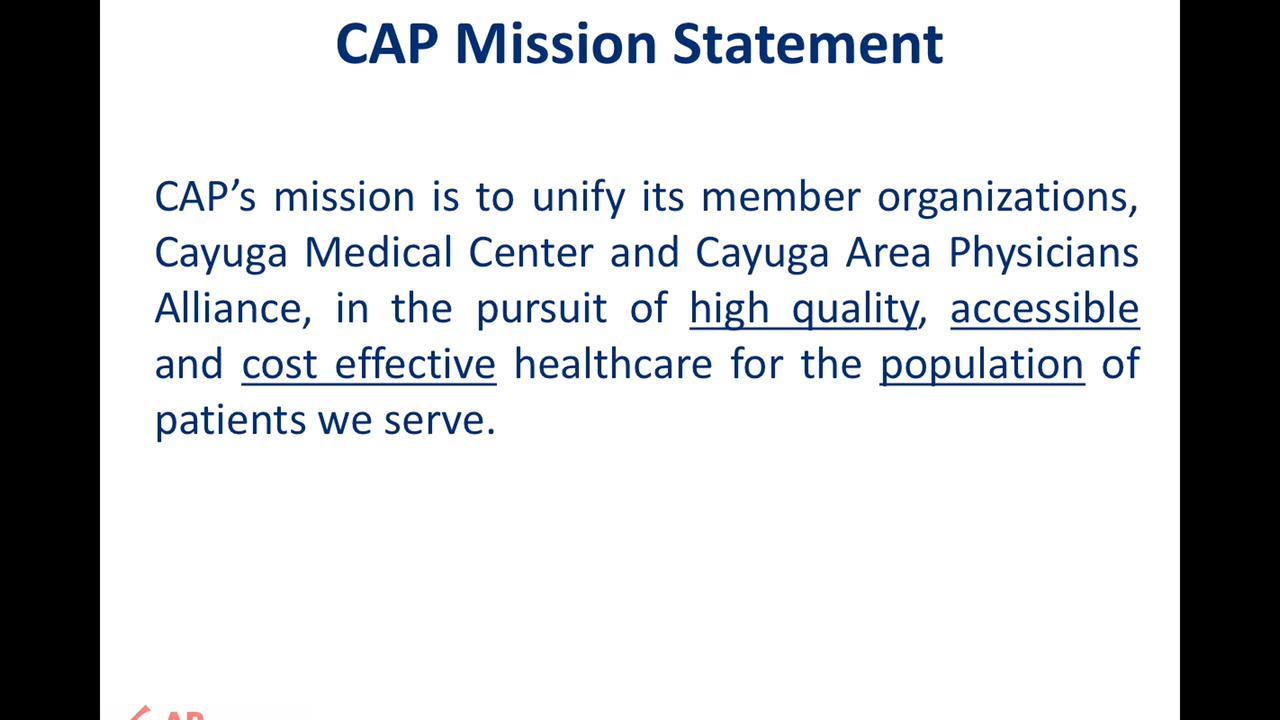 CAP Mission Statement
CAP’s mission is to unify its member organizations,
Cayuga Medical Center and Cayuga Area Physicians
Alliance, in the pursuit of high quality, accessible
and cost effective healthcare for the population of
patients we serve.